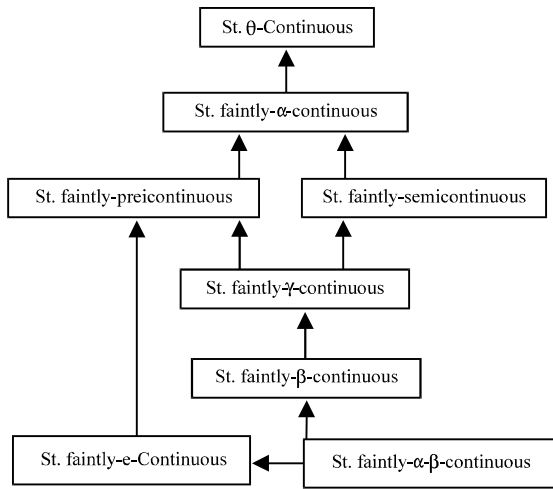 St. θ-Continuous
St. faintly-α-continuous
St. faintly-preicontinuous
St. faintly-semicontinuous
St. faintly-γ-continuous
St. faintly-β-continuous
St. faintly-e-Continuous
St. faintly-α-β-continuous